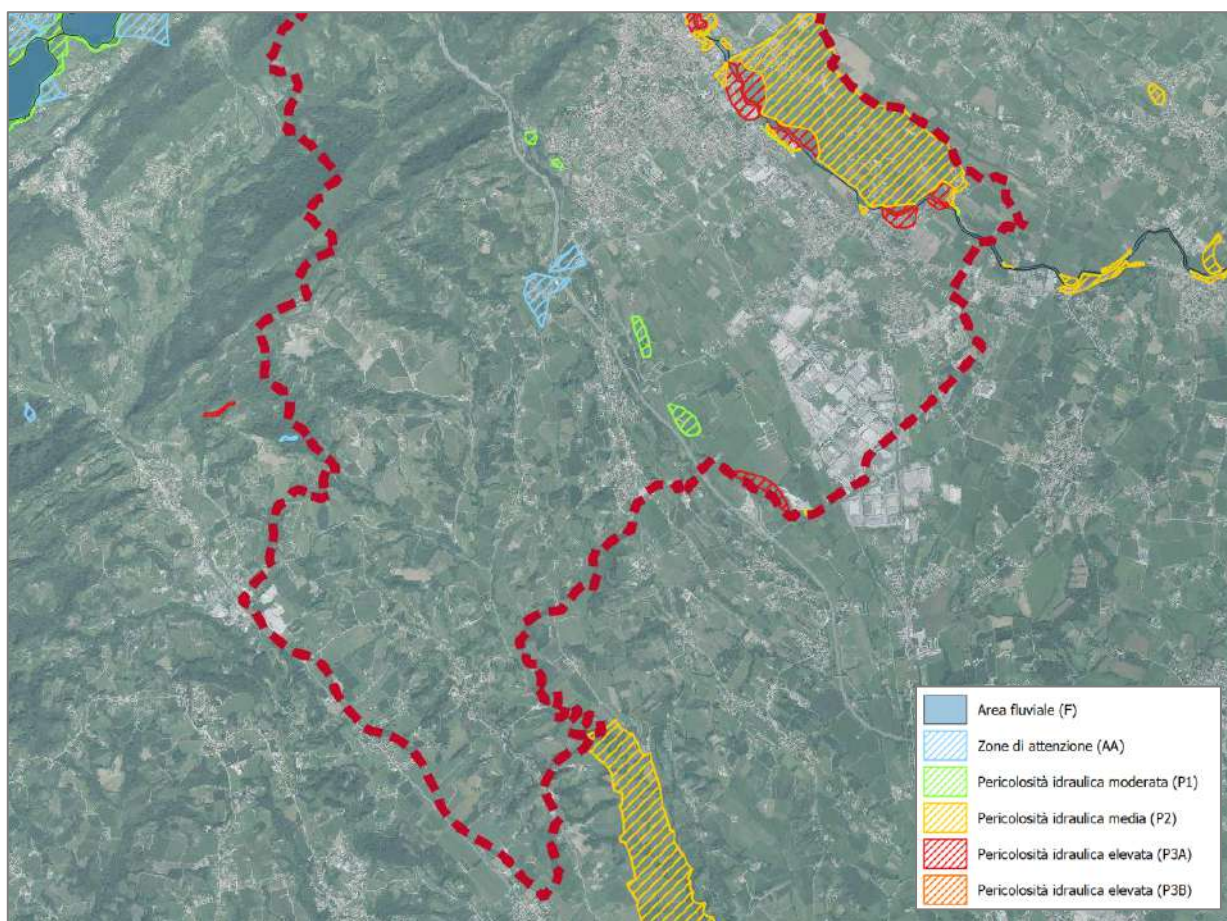 Area fluviale (F)
Zone di attenzione (AA)
Pericolosità idraulica moderata (P1)
Pericolosità idraulica media (P2)
Pericolosità idraulica elevata (P3A)
Pericolosità idraulica elevata (P3B)